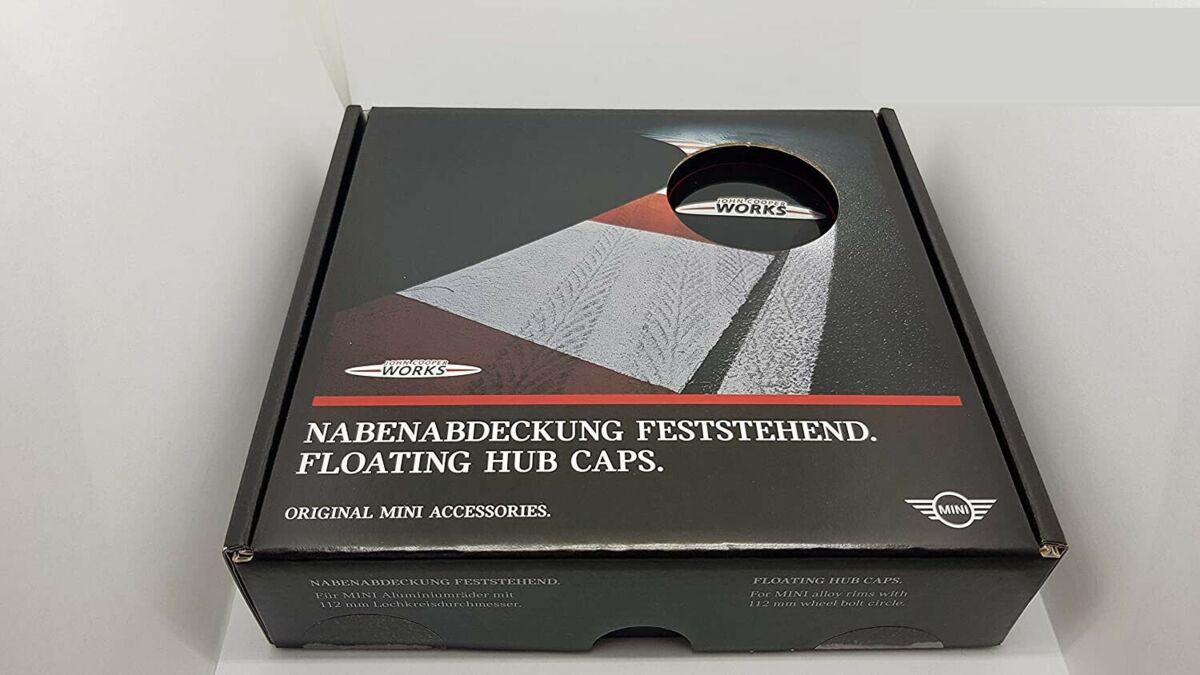 JOHN COOPER
WORKS
JOHN COOPER
WORKS
NABENABDECKUNG FESTSTEHEND.
FLOATING HUB CAPS.
ORIGINAL MINI ACCESSORIES.
MINI
NABENABDECKUNG FESTSTEHEND.
Für MINI Aluminiumräder mit
112 mm Lochkreisdurchmesser.
FLOATING HUB CAPS.
For MINI alloy rims with
112 mm wheel bolt circle.